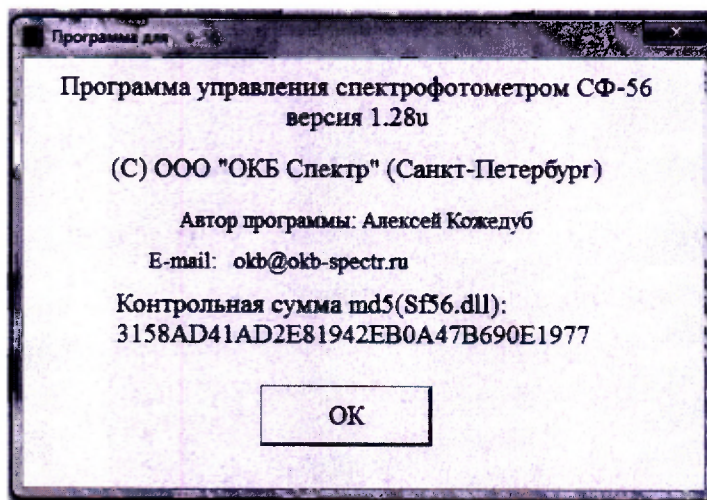 Программа для
Программа управления спектрофотометром СФ-56
версия 1.28u
(С) ООО "ОКБ Спектр" (Санкт-Петербург)
Автор программы: Алексей Кожедуб
E-mail: okb@okb-spectr.ru
Контрольная сумма md5(Sf56.dll):
3158AD41AD2E81942EB0A47B690E1977
OK